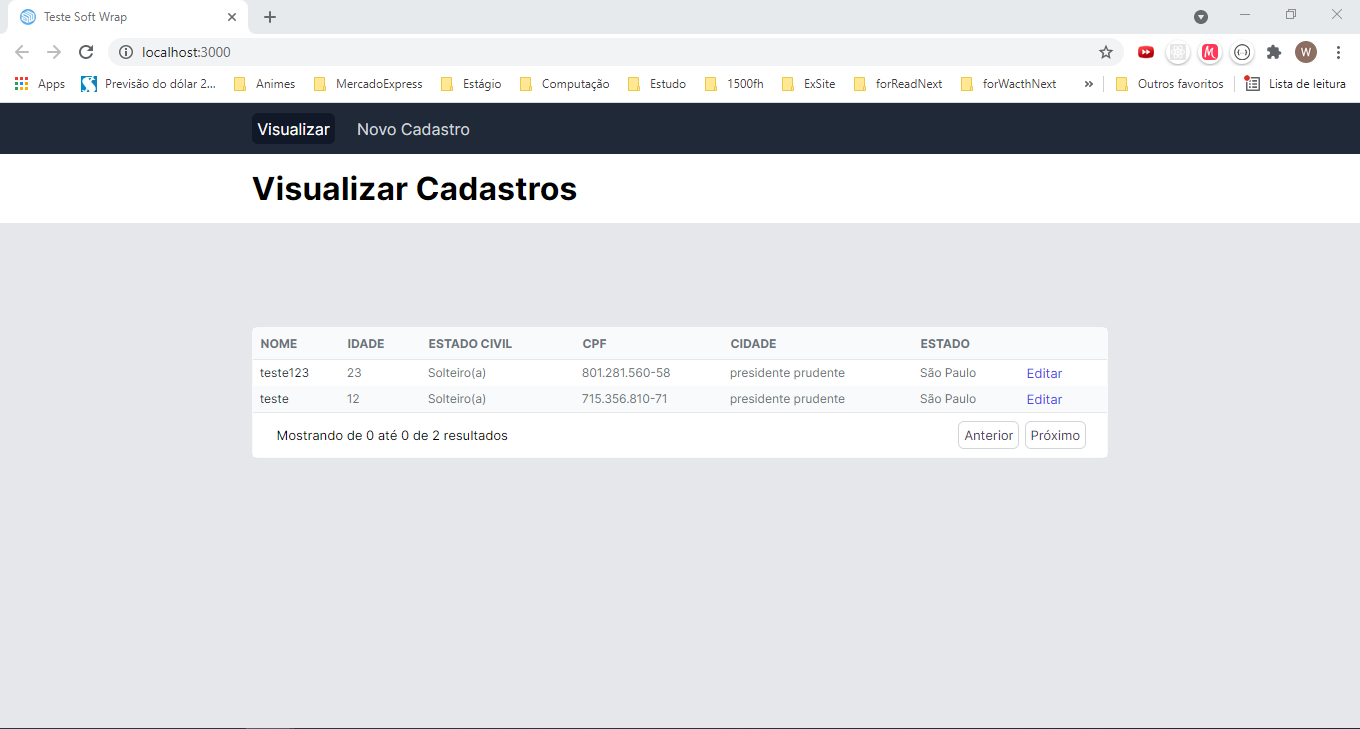 Teste Soft Wrap
localhost:3000
W
Apps Previsão do dólar 2... Animes MercadoExpress Estágio Computação Estudo 1500fh ExSite forReadNext forWacthNext » Outros favoritos Lista de leitura
Visualizar Novo Cadastro
Visualizar Cadastros
NOME IDADE ESTADO CIVIL CPF CIDADE ESTADO
teste123 23 Solteiro(a) 801.281.560-58 presidente prudente São Paulo Editar
teste 12 Solteiro(a) 715.356.810-71 presidente prudente São Paulo Editar
Mostrando de 0 até 0 de 2 resultados Anterior Próximo